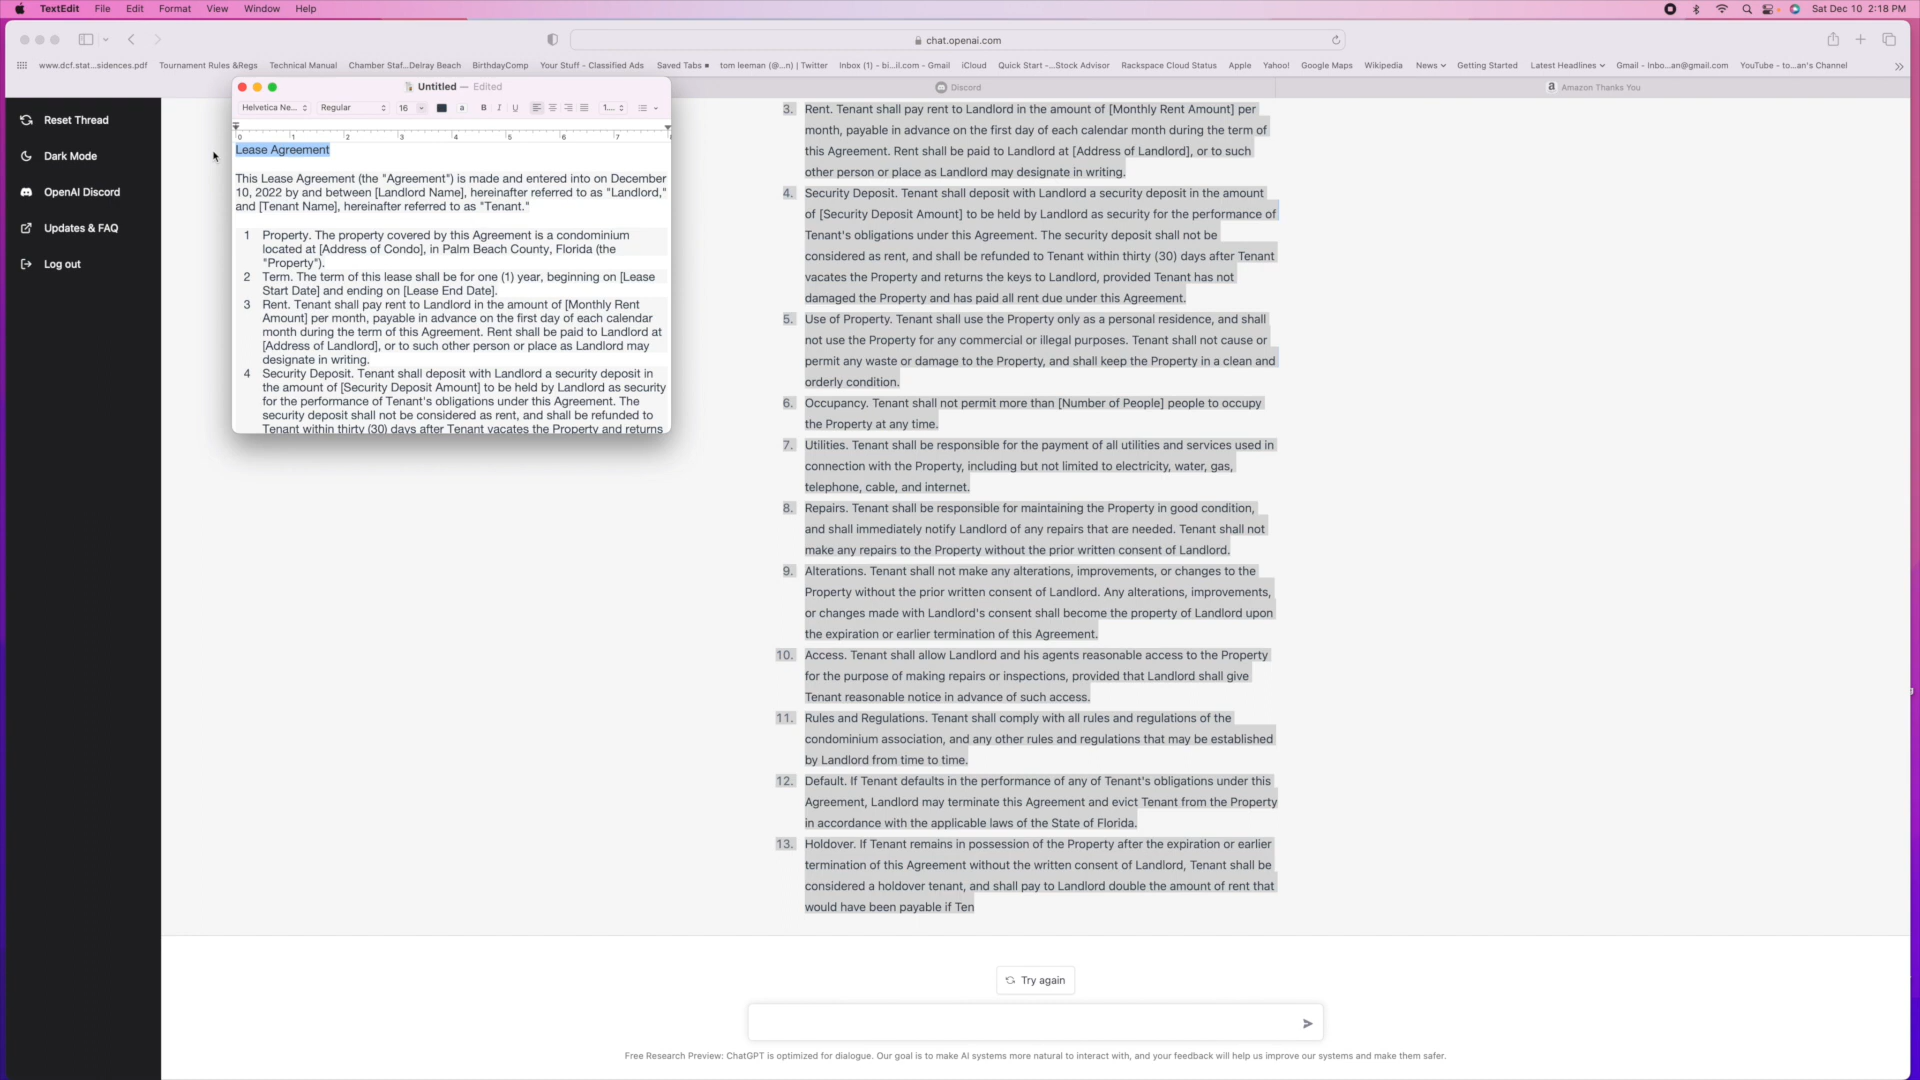 TextEdit File Edit Format View Window Help Sat Dec 10 2:18 PM
chat.openai.com
www.dcf.stat...sidences.pdf Tournament Rules &Regs Technical Manual Chamber Staf...Delray Beach BirthdayComp Your Stuff - Classified Ads Saved Tabs tom leeman (@...n) | Twitter Inbox (1) - bi...il.com - Gmail iCloud Quick Start -...Stock Advisor Rackspace Cloud Status Apple Yahoo! Google Maps Wikipedia News Getting Started Latest Headlines Gmail - Inbo...an@gmail.com YouTube - to...an's Channel
Discord Amazon Thank You
Reset Thread
Dark Mode
OpenAI Discord
Updates & FAQ
Log out
Untitled — Edited
Helvetica Ne... Regular 16 a B I U 1...
0 1 2 3 4 5 6 7
Lease Agreement
This Lease Agreement (the "Agreement") is made and entered into on December
10, 2022 by and between [Landlord Name], hereinafter referred to as "Landlord,"
and [Tenant Name], hereinafter referred to as "Tenant."
1 Property. The property covered by this Agreement is a condominium
located at [Address of Condo], in Palm Beach County, Florida (the
"Property").
2 Term. The term of this lease shall be for one (1) year, beginning on [Lease
Start Date] and ending on [Lease End Date].
3 Rent. Tenant shall pay rent to Landlord in the amount of [Monthly Rent
Amount] per month, payable in advance on the first day of each calendar
month during the term of this Agreement. Rent shall be paid to Landlord at
[Address of Landlord], or to such other person or place as Landlord may
designate in writing.
4 Security Deposit. Tenant shall deposit with Landlord a security deposit in
the amount of [Security Deposit Amount] to be held by Landlord as security
for the performance of Tenant's obligations under this Agreement. The
security deposit shall not be considered as rent, and shall be refunded to
Tenant within thirty (30) days after Tenant vacates the Property and returns
3. Rent. Tenant shall pay rent to Landlord in the amount of [Monthly Rent Amount] per
month, payable in advance on the first day of each calendar month during the term of
this Agreement. Rent shall be paid to Landlord at [Address of Landlord], or to such
other person or place as Landlord may designate in writing.
4. Security Deposit. Tenant shall deposit with Landlord a security deposit in the amount
of [Security Deposit Amount] to be held by Landlord as security for the performance of
Tenant's obligations under this Agreement. The security deposit shall not be
considered as rent, and shall be refunded to Tenant within thirty (30) days after Tenant
vacates the Property and returns the keys to Landlord, provided Tenant has not
damaged the Property and has paid all rent due under this Agreement.
5. Use of Property. Tenant shall use the Property only as a personal residence, and shall
not use the Property for any commercial or illegal purposes. Tenant shall not cause or
permit any waste or damage to the Property, and shall keep the Property in a clean and
orderly condition.
6. Occupancy. Tenant shall not permit more than [Number of People] people to occupy
the Property at any time.
7. Utilities. Tenant shall be responsible for the payment of all utilities and services used in
connection with the Property, including but not limited to electricity, water, gas,
telephone, cable, and internet.
8. Repairs. Tenant shall be responsible for maintaining the Property in good condition,
and shall immediately notify Landlord of any repairs that are needed. Tenant shall not
make any repairs to the Property without the prior written consent of Landlord.
9. Alterations. Tenant shall not make any alterations, improvements, or changes to the
Property without the prior written consent of Landlord. Any alterations, improvements,
or changes made with Landlord's consent shall become the property of Landlord upon
the expiration or earlier termination of this Agreement.
10. Access. Tenant shall allow Landlord and his agents reasonable access to the Property
for the purpose of making repairs or inspections, provided that Landlord shall give
Tenant reasonable notice in advance of such access.
11. Rules and Regulations. Tenant shall comply with all rules and regulations of the
condominium association, and any other rules and regulations that may be established
by Landlord from time to time.
12. Default. If Tenant defaults in the performance of any of Tenant's obligations under this
Agreement, Landlord may terminate this Agreement and evict Tenant from the Property
in accordance with the applicable laws of the State of Florida.
13. Holdover. If Tenant remains in possession of the Property after the expiration or earlier
termination of this Agreement without the written consent of Landlord, Tenant shall be
considered a holdover tenant, and shall pay to Landlord double the amount of rent that
would have been payable if Ten
Try again
Free Research Preview: ChatGPT is optimized for dialogue. Our goal is to make AI systems more natural to interact with, and your feedback will help us improve our systems and make them safer.